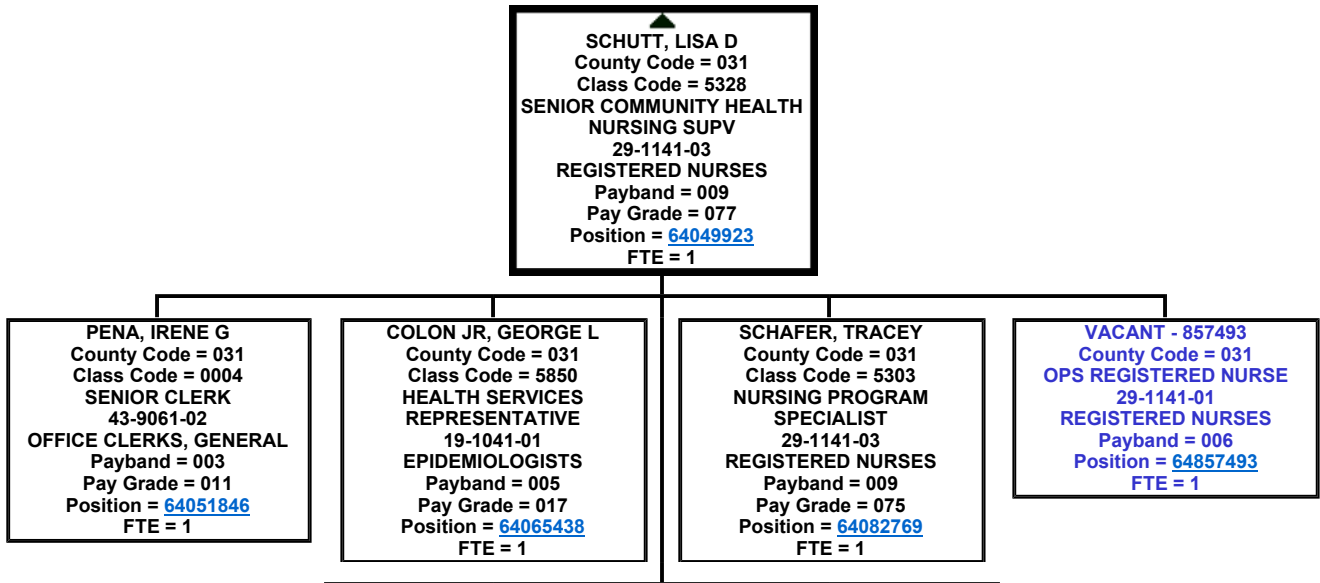 SCHUTT, LISA D
County Code = 031
Class Code = 5328
SENIOR COMMUNITY HEALTH
NURSING SUPV
29-1141-03
REGISTERED NURSES
Payband = 009
Pay Grade = 077
Position = 64049923
FTE = 1
PENA, IRENE G
County Code = 031
Class Code = 0004
SENIOR CLERK
43-9061-02
OFFICE CLERKS, GENERAL
Payband = 003
Pay Grade = 011
Position = 64051846
FTE = 1
COLON JR, GEORGE L
County Code = 031
Class Code = 5850
HEALTH SERVICES
REPRESENTATIVE
19-1041-01
EPIDEMIOLOGISTS
Payband = 005
Pay Grade = 017
Position = 64065438
FTE = 1
SCHAFER, TRACEY
County Code = 031
Class Code = 5303
NURSING PROGRAM
SPECIALIST
29-1141-03
REGISTERED NURSES
Payband = 009
Pay Grade = 075
Position = 64082769
FTE = 1
VACANT - 857493
County Code = 031
OPS REGISTERED NURSE
29-1141-01
REGISTERED NURSES
Payband = 006
Position = 64857493
FTE = 1